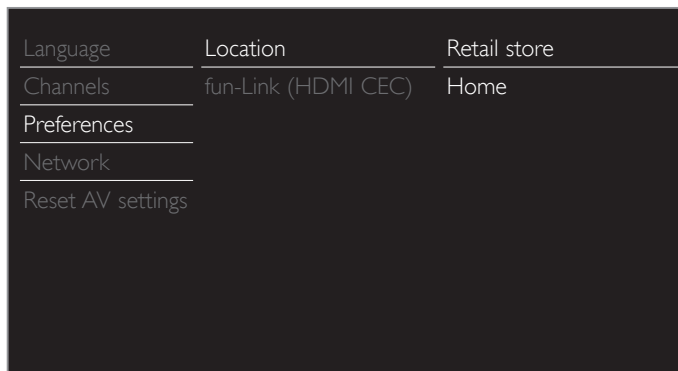 Language
Channels
Preferences
Network
Reset AV settings
Location
fun-Link (HDMI CEC)
Retail store
Home